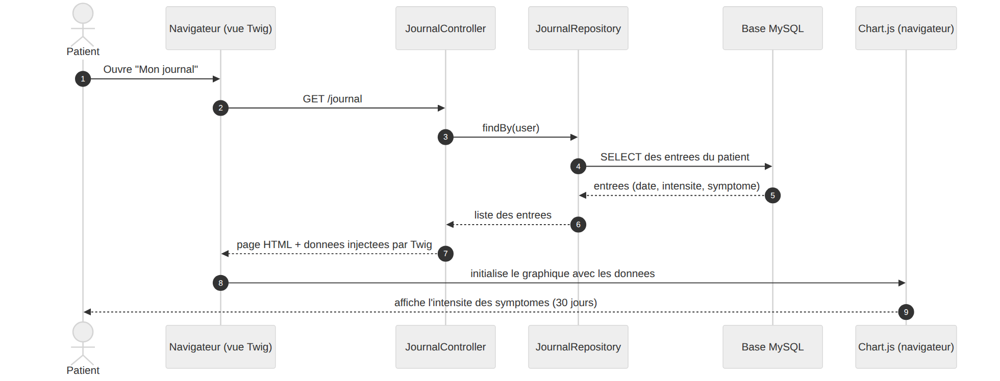 Patient
Navigateur (vue Twig)
JournalController
JournalRepository
Base MySQL
Chart.js (navigateur)
Ouvre "Mon journal"
1
GET /journal
2
findBy(user)
3
SELECT des entrees du patient
4
entrees (date, intensite, symptome)
5
liste des entrees
6
page HTML + donnees injectees par Twig
7
initialise le graphique avec les donnees
8
affiche l'intensite des symptomes (30 jours)
9
Patient
Navigateur (vue Twig)
JournalController
JournalRepository
Base MySQL
Chart.js (navigateur)